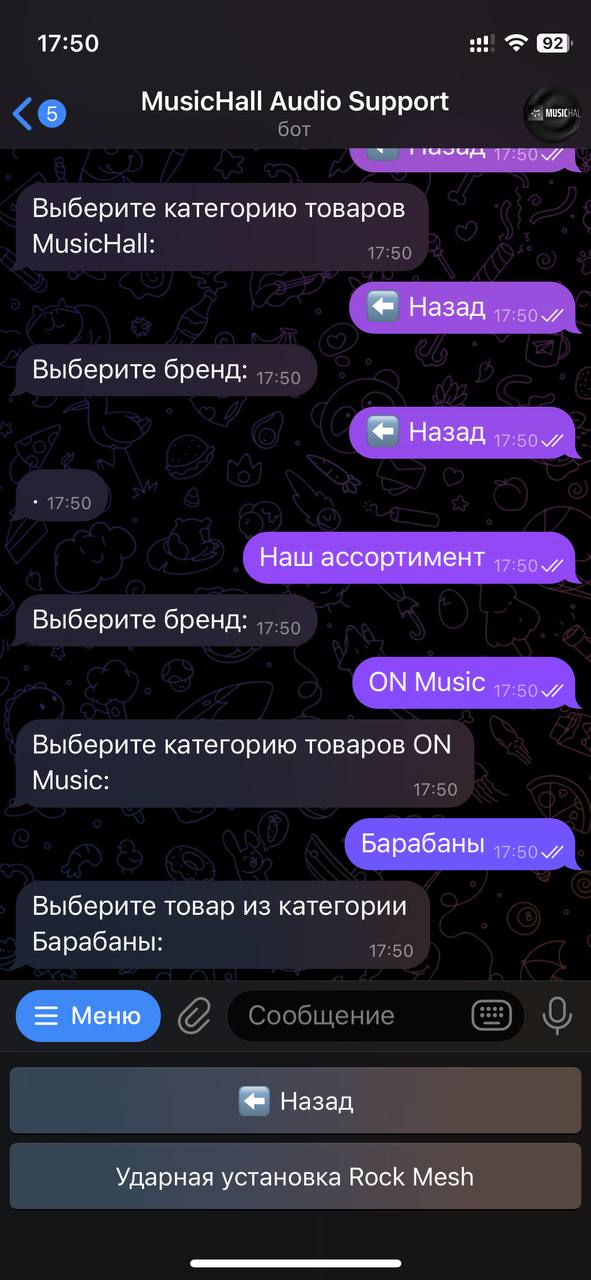 17:50
92
5
MusicHall Audio Support
бот
MUSICHAL
Назад 17:50
Выберите категорию товаров
MusicHall:
17:50
Назад 17:50
Выберите бренд: 17:50
Назад 17:50
. 17:50
Наш ассортимент 17:50
Выберите бренд: 17:50
ON Music 17:50
Выберите категорию товаров ON
Music:
17:50
Барабаны 17:50
Выберите товар из категории
Барабаны:
17:50
Меню
Сообщение
Назад
Ударная установка Rock Mesh